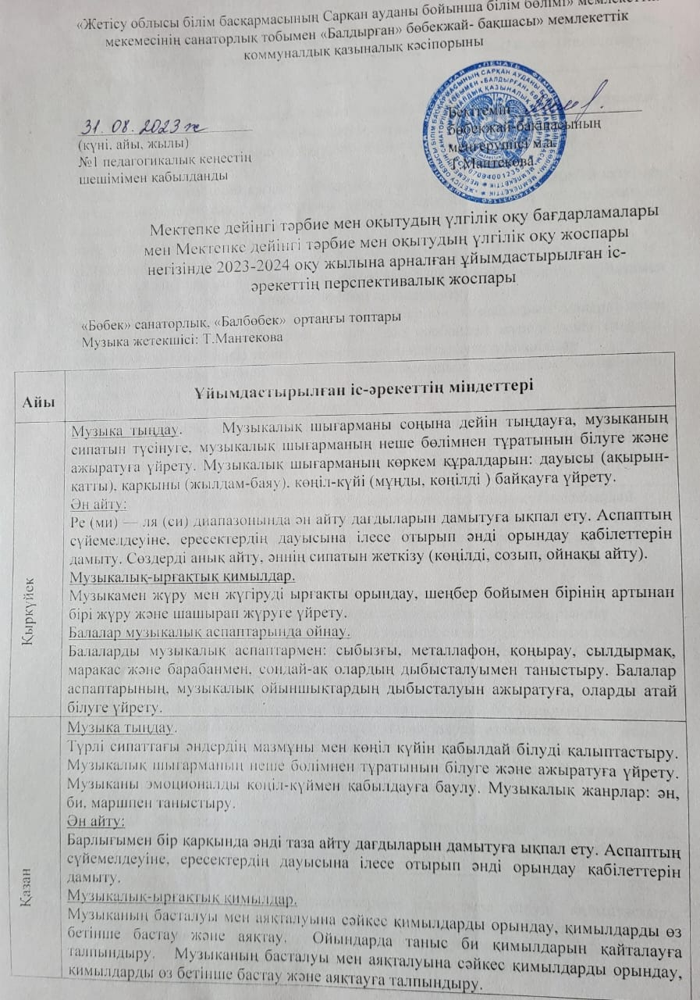 «Жетісу облысы білім басқармасының Сарқан ауданы бойынша білім бөлімі» мемлекеттік
мекемесінің санаторлық тобымен «Балдырған» бөбекжай- бақшасы» мемлекеттік
коммуналдық қазыналық кәсіпорыны
31. 08. 2023 ж
(күні, айы, жылы)
№1 педагогикалық кеңестің
шешімімен қабылданды
Бекітемін
бөбекжай-бақшасының
меңгерушісі м.а.
Т.Мантекова.
Мектепке дейінгі тәрбие мен оқытудың үлгілік оқу бағдарламалары
мен Мектепке дейінгі тәрбие мен оқытудың үлгілік оқу жоспары
негізінде 2023-2024 оқу жылына арналған ұйымдастырылған іс-
әрекеттің перспективалық жоспары
«Бөбек» санаторлық, «Балбөбек» ортаңғы топтары
Музыка жетекшісі: Т.Мантекова
Айы
Ұйымдастырылған іс-әрекеттің міндеттері
Қыркүйек
Музыка тыңдау. Музыкалық шығарманы соңына дейін тыңдауға, музыканың
сипатын түсінуге, музыкалық шығарманың неше бөлімнен тұратынын білуге және
ажыратуға үйрету. Музыкалық шығарманың көркем құралдарын: дауысы (ақырын-
қатты), қарқыны (жылдам-баяу), көңіл-күйі (мұңды, көңілді ) байқауға үйрету.
Ән айту:
Ре (ми) — ля (си) диапазонында ән айту дағдыларын дамытуға ықпал ету. Аспаптың
сүйемелдеуіне, ересектердің дауысына ілесе отырып әнді орындау қабілеттерін
дамыту. Сөздерді анық айту, әннің сипатын жеткізу (көңілді, созып, ойнақы айту).
Музыкалық-ырғақтық қимылдар.
Музыкамен жүру мен жүгіруді ырғақты орындау, шеңбер бойымен бірінің артынан
бірі жүру және шашырап жүруге үйрету.
Балалар музыкалық аспаптарында ойнау.
Балаларды музыкалық аспаптармен: сыбызғы, металлафон, қоңырау, сылдырмақ,
маракас және барабанмен, сондай-ақ олардың дыбысталуымен таныстыру. Балалар
аспаптарының, музыкалық ойыншықтардың дыбысталуын ажыратуға, оларды атай
білуге үйрету.
Қазан
Музыка тыңдау.
Түрлі сипаттағы әндердің мазмұны мен көңіл күйін қабылдай білуді қалыптастыру.
Музыкалық шығарманың неше бөлімнен тұратынын білуге және ажыратуға үйрету.
Музыканы эмоционалды көңіл-күймен қабылдауға баулу. Музыкалық жанрлар: ән,
би, маршпен таныстыру.
Ән айту:
Барлығымен бір қарқында әнді таза айту дағдыларын дамытуға ықпал ету. Аспаптың
сүйемелдеуіне, ересектердің дауысына ілесе отырып әнді орындау қабілеттерін
дамыту.
Музыкалық-ырғақтық қимылдар.
Музыканың басталуы мен аяқталуына сәйкес қимылдарды орындау, қимылдарды өз
бетінше бастау және аяқтау. Ойындарда таныс би қимылдарын қайталауға
талпындыру. Музыканың басталуы мен аяқталуына сәйкес қимылдарды орындау,
қимылдарды өз бетінше бастау және аяқтауға талпындыру.